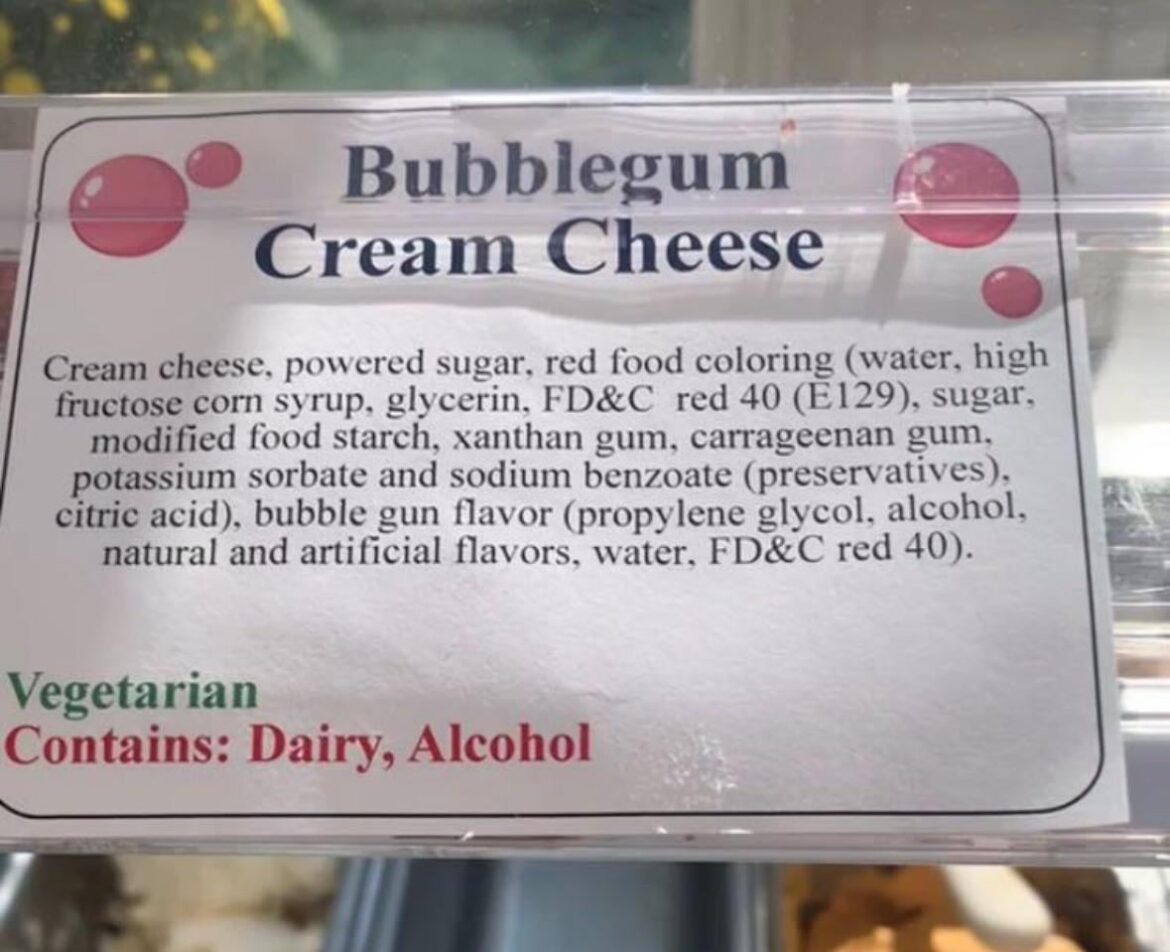 Bubblegum
Cream Cheese
Cream cheese, powered sugar, red food coloring (water, high
fructose corn syrup, glycerin, FD&C red 40 (E129), sugar,
modified food starch, xanthan gum, carrageenan gum,
potassium sorbate and sodium benzoate (preservatives),
citric acid), bubble gun flavor (propylene glycol, alcohol,
natural and artificial flavors, water, FD&C red 40).
Vegetarian
Contains: Dairy, Alcohol